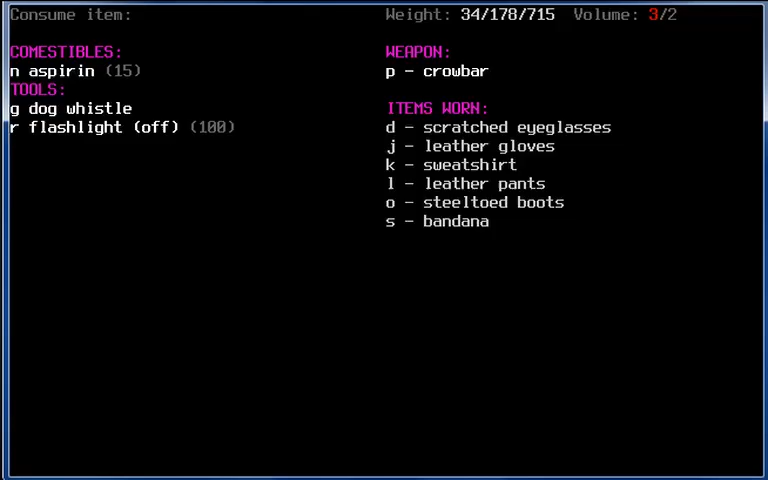 Consume item:
Weight: 34/178/715 Volume: 3/2
COMESTIBLES:
n aspirin (15)
TOOLS:
g dog whistle
r flashlight (off) (100)
WEAPON:
p - crowbar
ITEMS WORN:
d - scratched eyeglasses
j - leather gloves
k - sweatshirt
l - leather pants
o - steeltoed boots
s - bandana